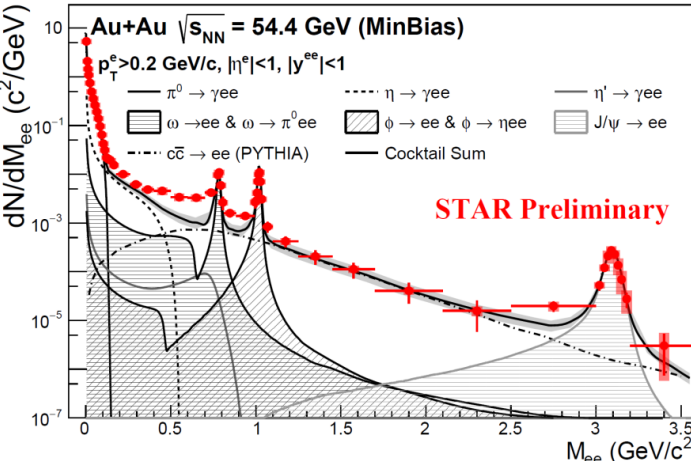 Au+Au √s_NN = 54.4 GeV (MinBias)
p_T^e>0.2 GeV/c, |η^e|<1, |y^ee|<1
π⁰ → γee
η → γee
η' → γee
ω →ee & ω → π⁰ee
φ → ee & φ → ηee
J/ψ → ee
cc̅ → ee (PYTHIA)
Cocktail Sum
STAR Preliminary
dN/dM_ee (c²/GeV)
10
10⁻¹
10⁻³
10⁻⁵
10⁻⁷
0 0.5 1 1.5 2 2.5 3 3.5
M_ee (GeV/c²